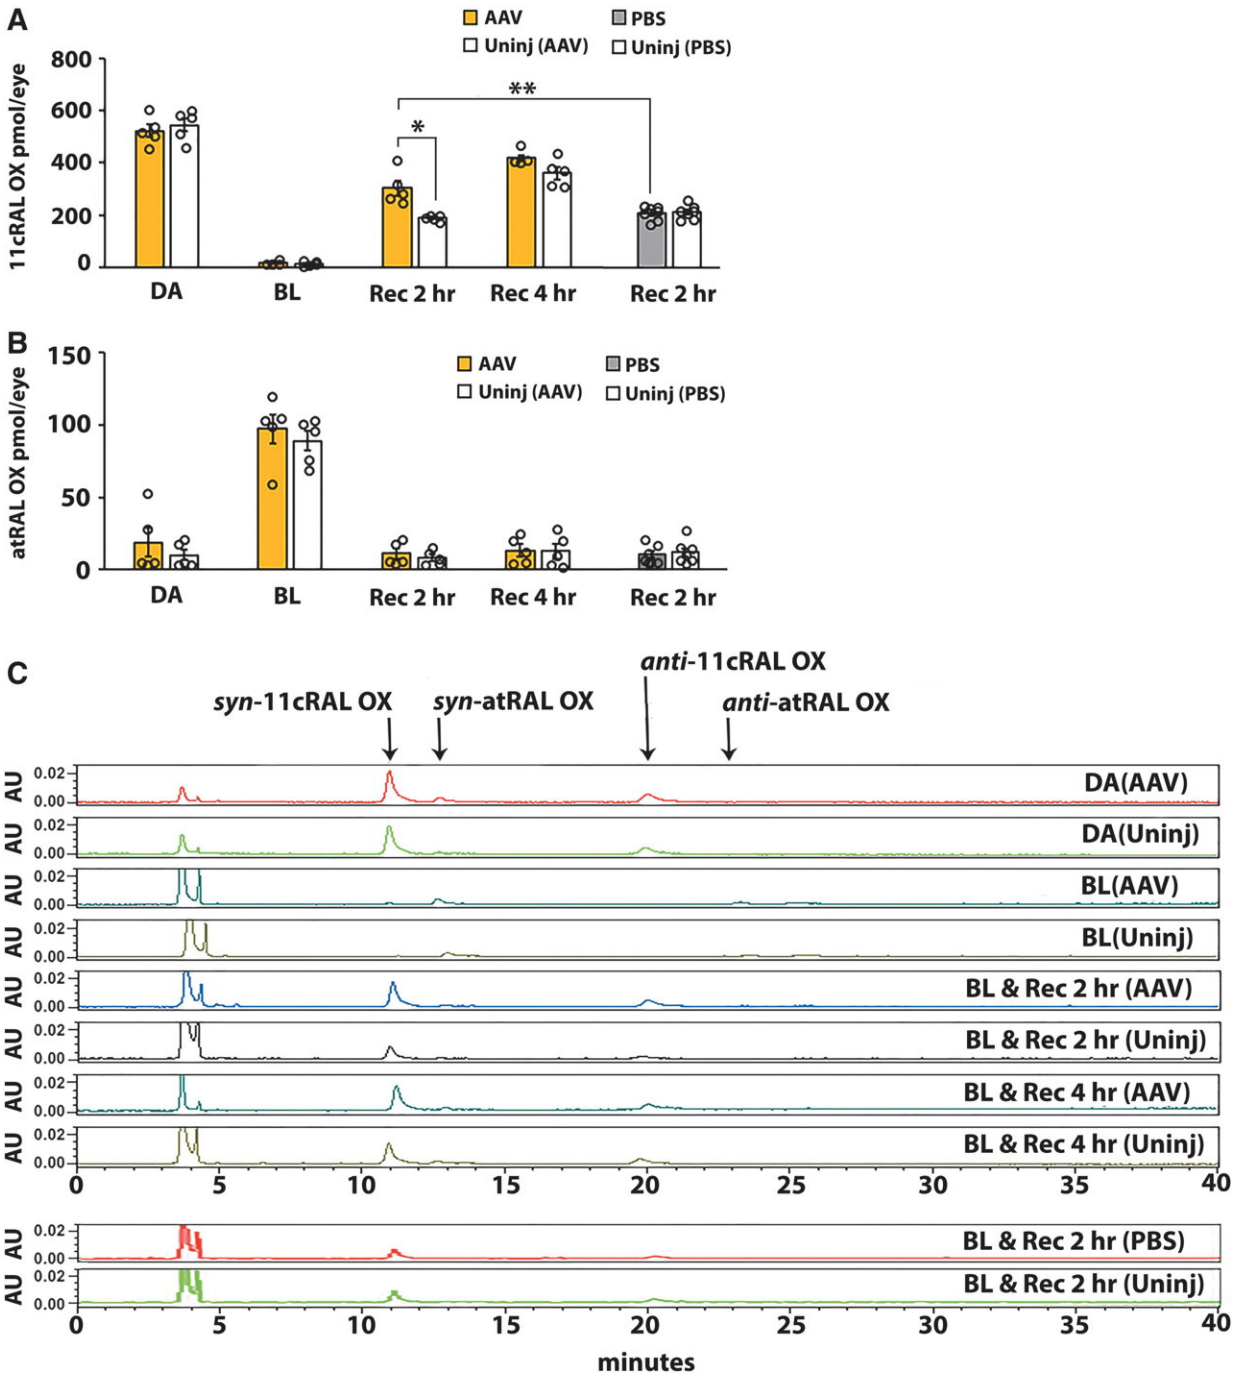 A
AAV
PBS
Uninj (AAV)
Uninj (PBS)
11cRAL OX pmol/eye
800
600
400
200
0
**
*
DA
BL
Rec 2 hr
Rec 4 hr
Rec 2 hr
B
AAV
PBS
Uninj (AAV)
Uninj (PBS)
atRAL OX pmol/eye
150
100
50
0
DA
BL
Rec 2 hr
Rec 4 hr
Rec 2 hr
C
anti-11cRAL OX
syn-11cRAL OX
syn-atRAL OX
anti-atRAL OX
AU
0.02
0.00
DA(AAV)
AU
0.02
0.00
DA(Uninj)
AU
0.02
0.00
BL(AAV)
AU
0.02
0.00
BL(Uninj)
AU
0.02
0.00
BL & Rec 2 hr (AAV)
AU
0.02
0.00
BL & Rec 2 hr (Uninj)
AU
0.02
0.00
BL & Rec 4 hr (AAV)
AU
0.02
0.00
BL & Rec 4 hr (Uninj)
0 5 10 15 20 25 30 35 40
AU
0.02
0.00
BL & Rec 2 hr (PBS)
AU
0.02
0.00
BL & Rec 2 hr (Uninj)
0 5 10 15 20 25 30 35 40
minutes